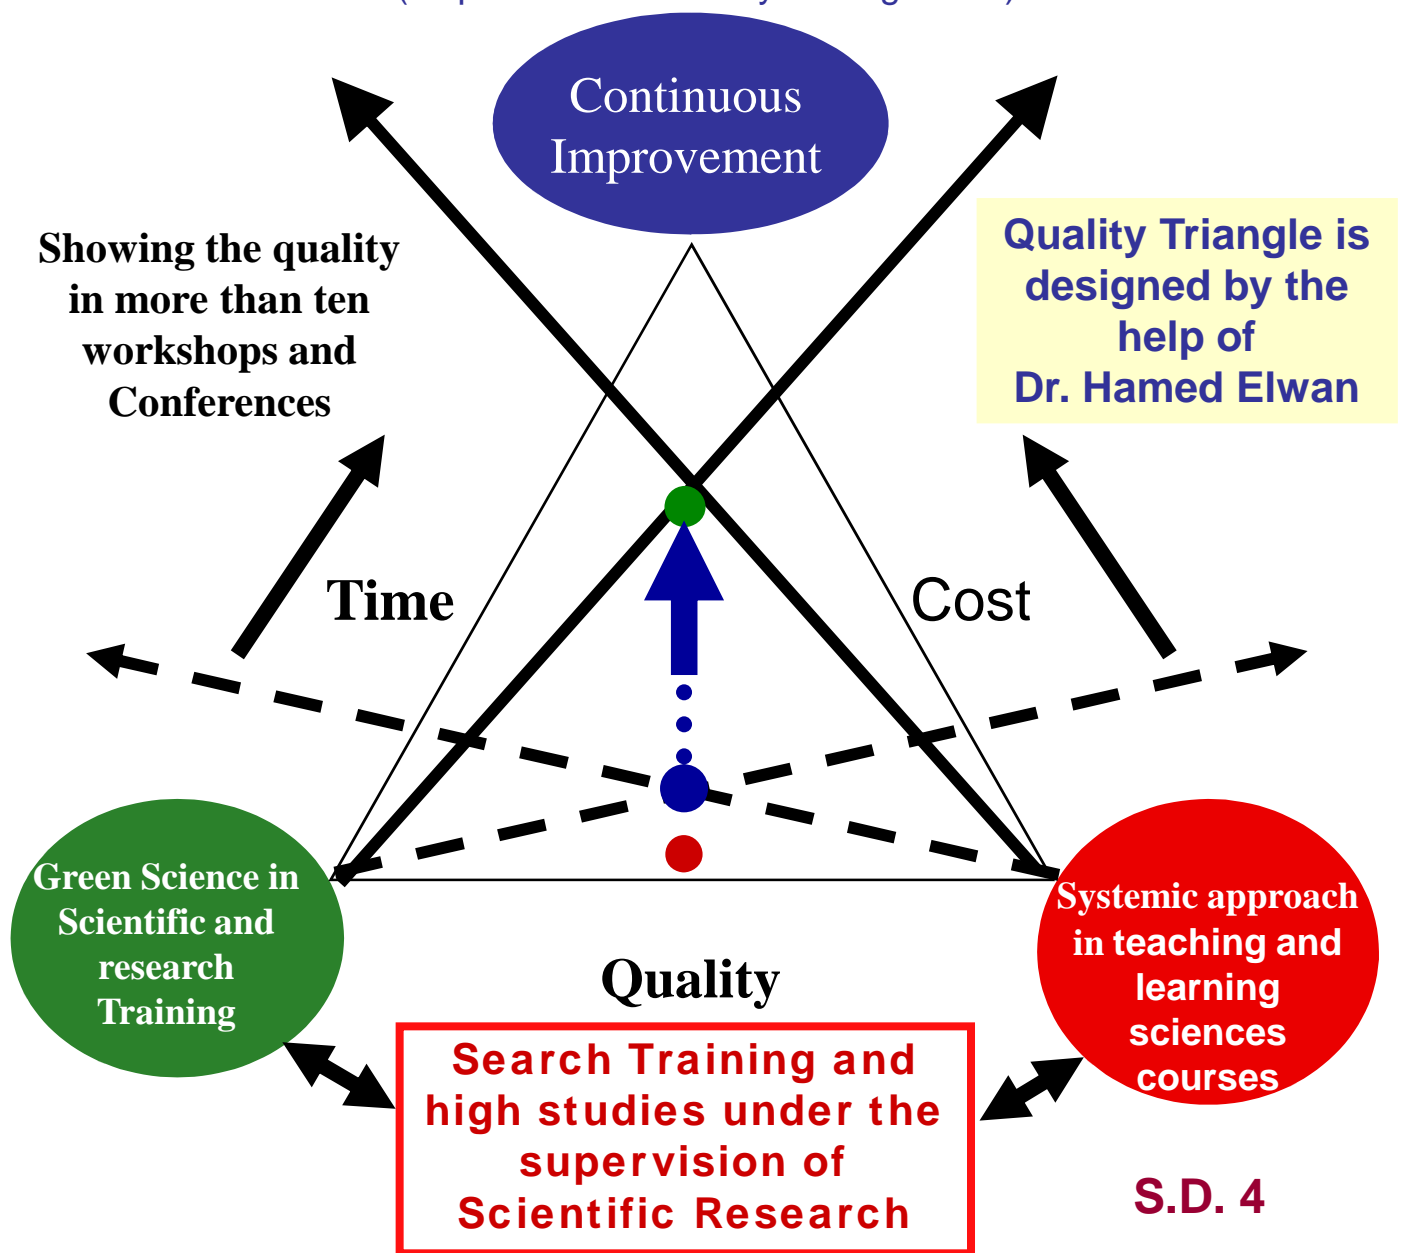 Continuous
Improvement
Showing the quality
in more than ten
workshops and
Conferences
Quality Triangle is
designed by the
help of
Dr. Hamed Elwan
Time
Cost
Green Science in
Scientific and
research
Training
Systemic approach
in teaching and
learning
sciences
courses
Quality
Search Training and
high studies under the
supervision of
Scientific Research
S.D. 4